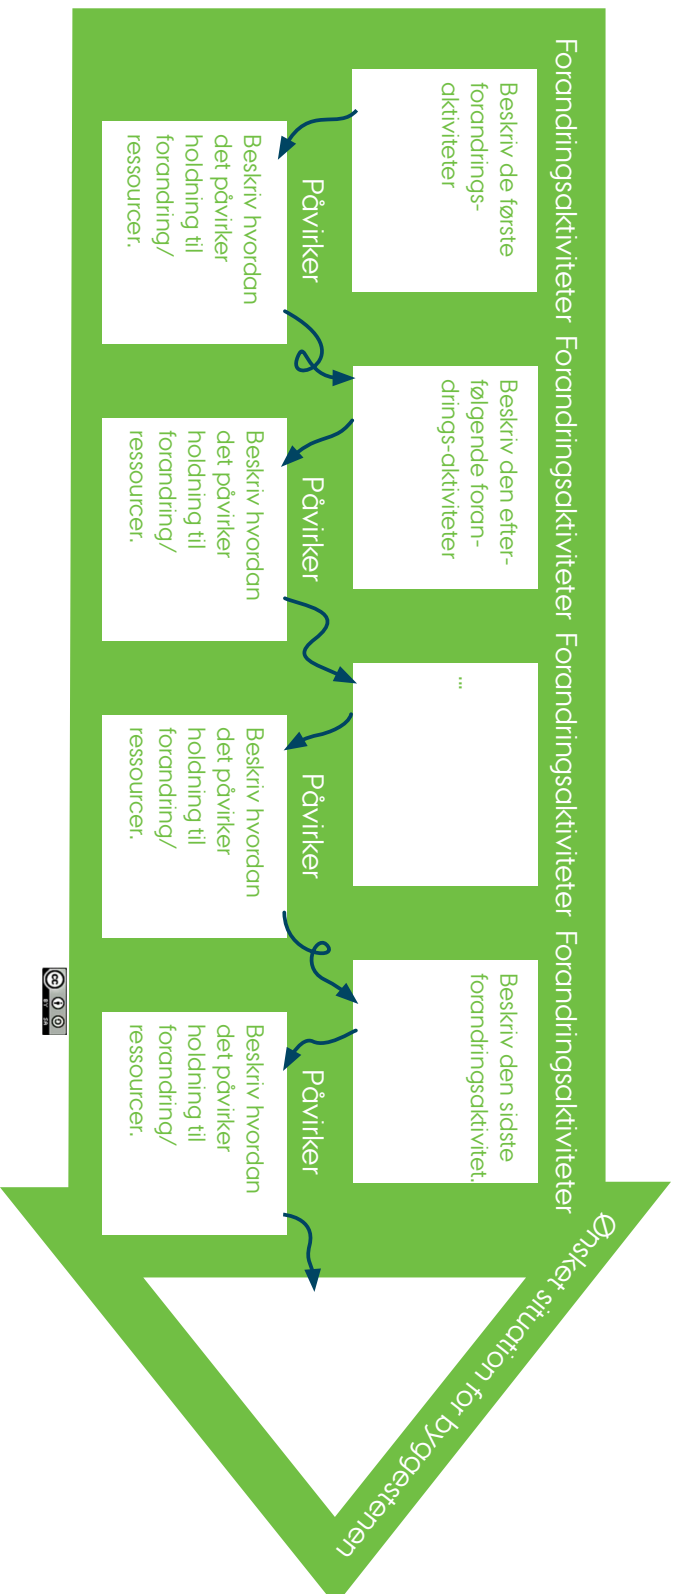 Forandringsaktiviteter
Beskriv de første
forandrings-
aktiviteter
Påvirker
Beskriv hvordan
det påvirker
holdning til
forandring/
ressourcer.
Forandringsaktiviteter
Beskriv den efter-
følgende foran-
drings-aktiviteter
Påvirker
Beskriv hvordan
det påvirker
holdning til
forandring/
ressourcer.
Forandringsaktiviteter
...
Påvirker
Beskriv hvordan
det påvirker
holdning til
forandring/
ressourcer.
Forandringsaktiviteter
Beskriv den sidste
forandringsaktivitet.
Påvirker
Beskriv hvordan
det påvirker
holdning til
forandring/
ressourcer.
Ønsket situation for byggestenen
cc
BY SA